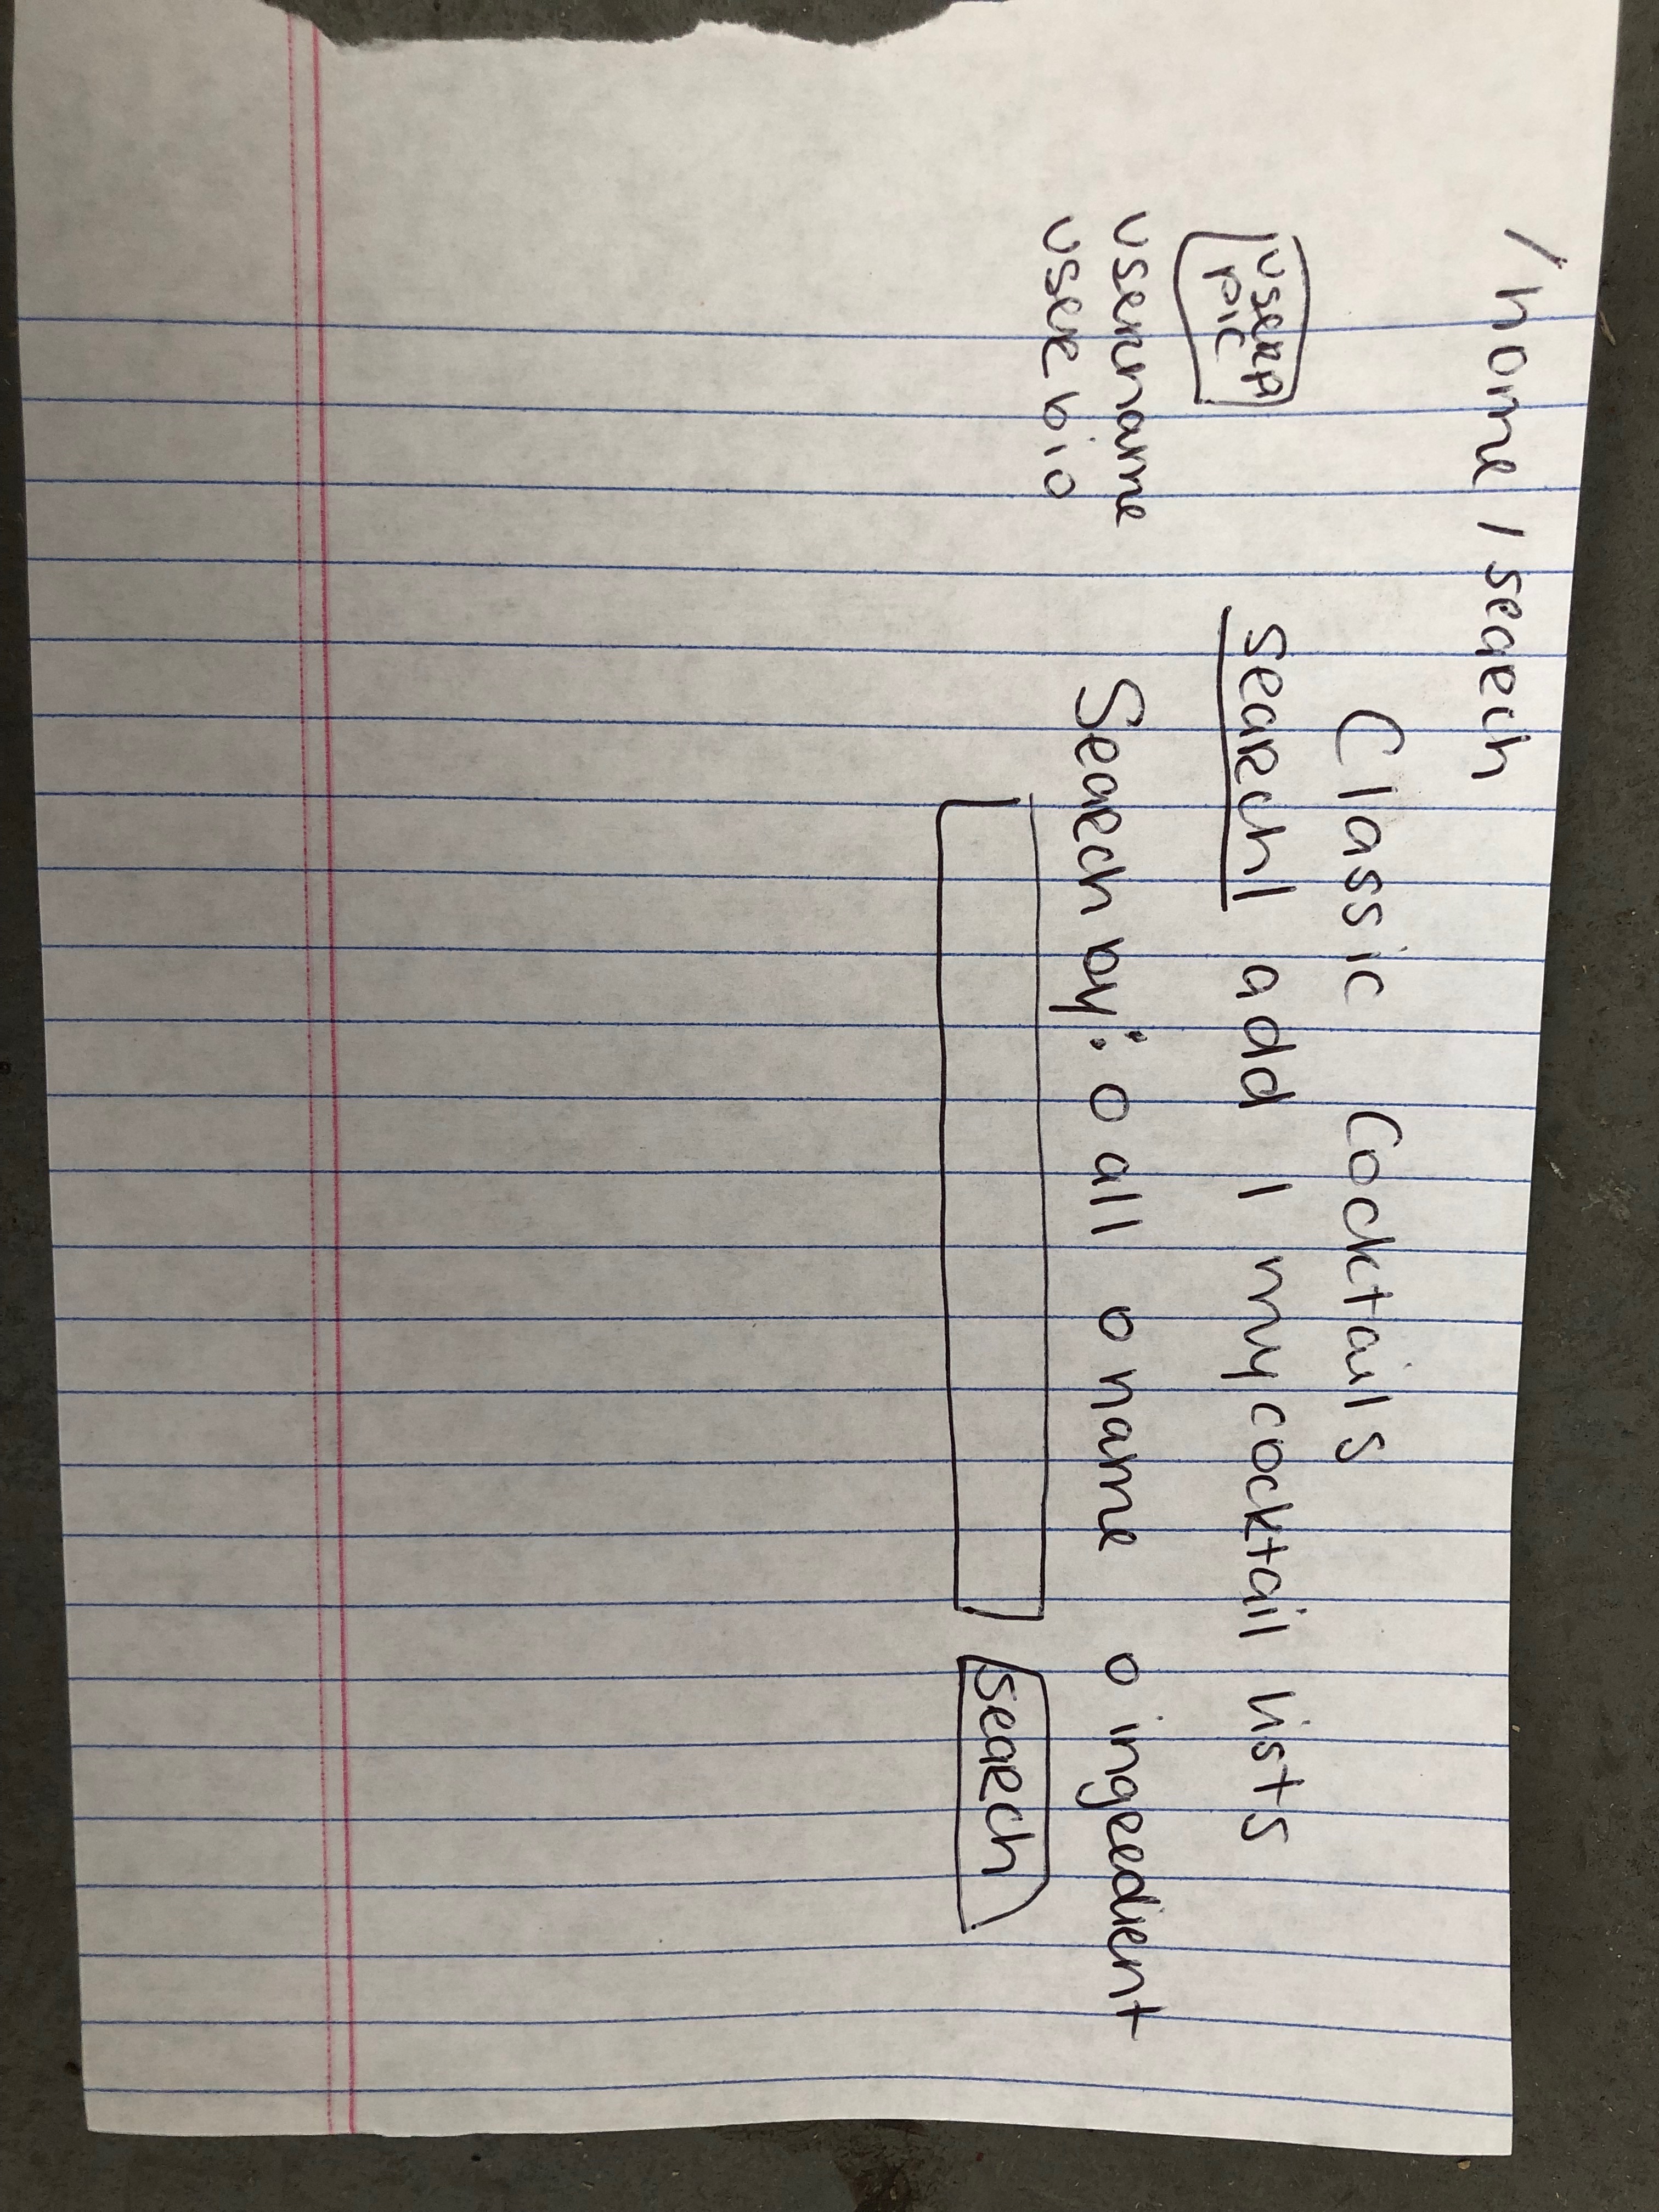 /home/search
Classic Cocktails
user pic
search | add | my cocktail lists
username
user bio
Search by: o all o name o ingredient
search